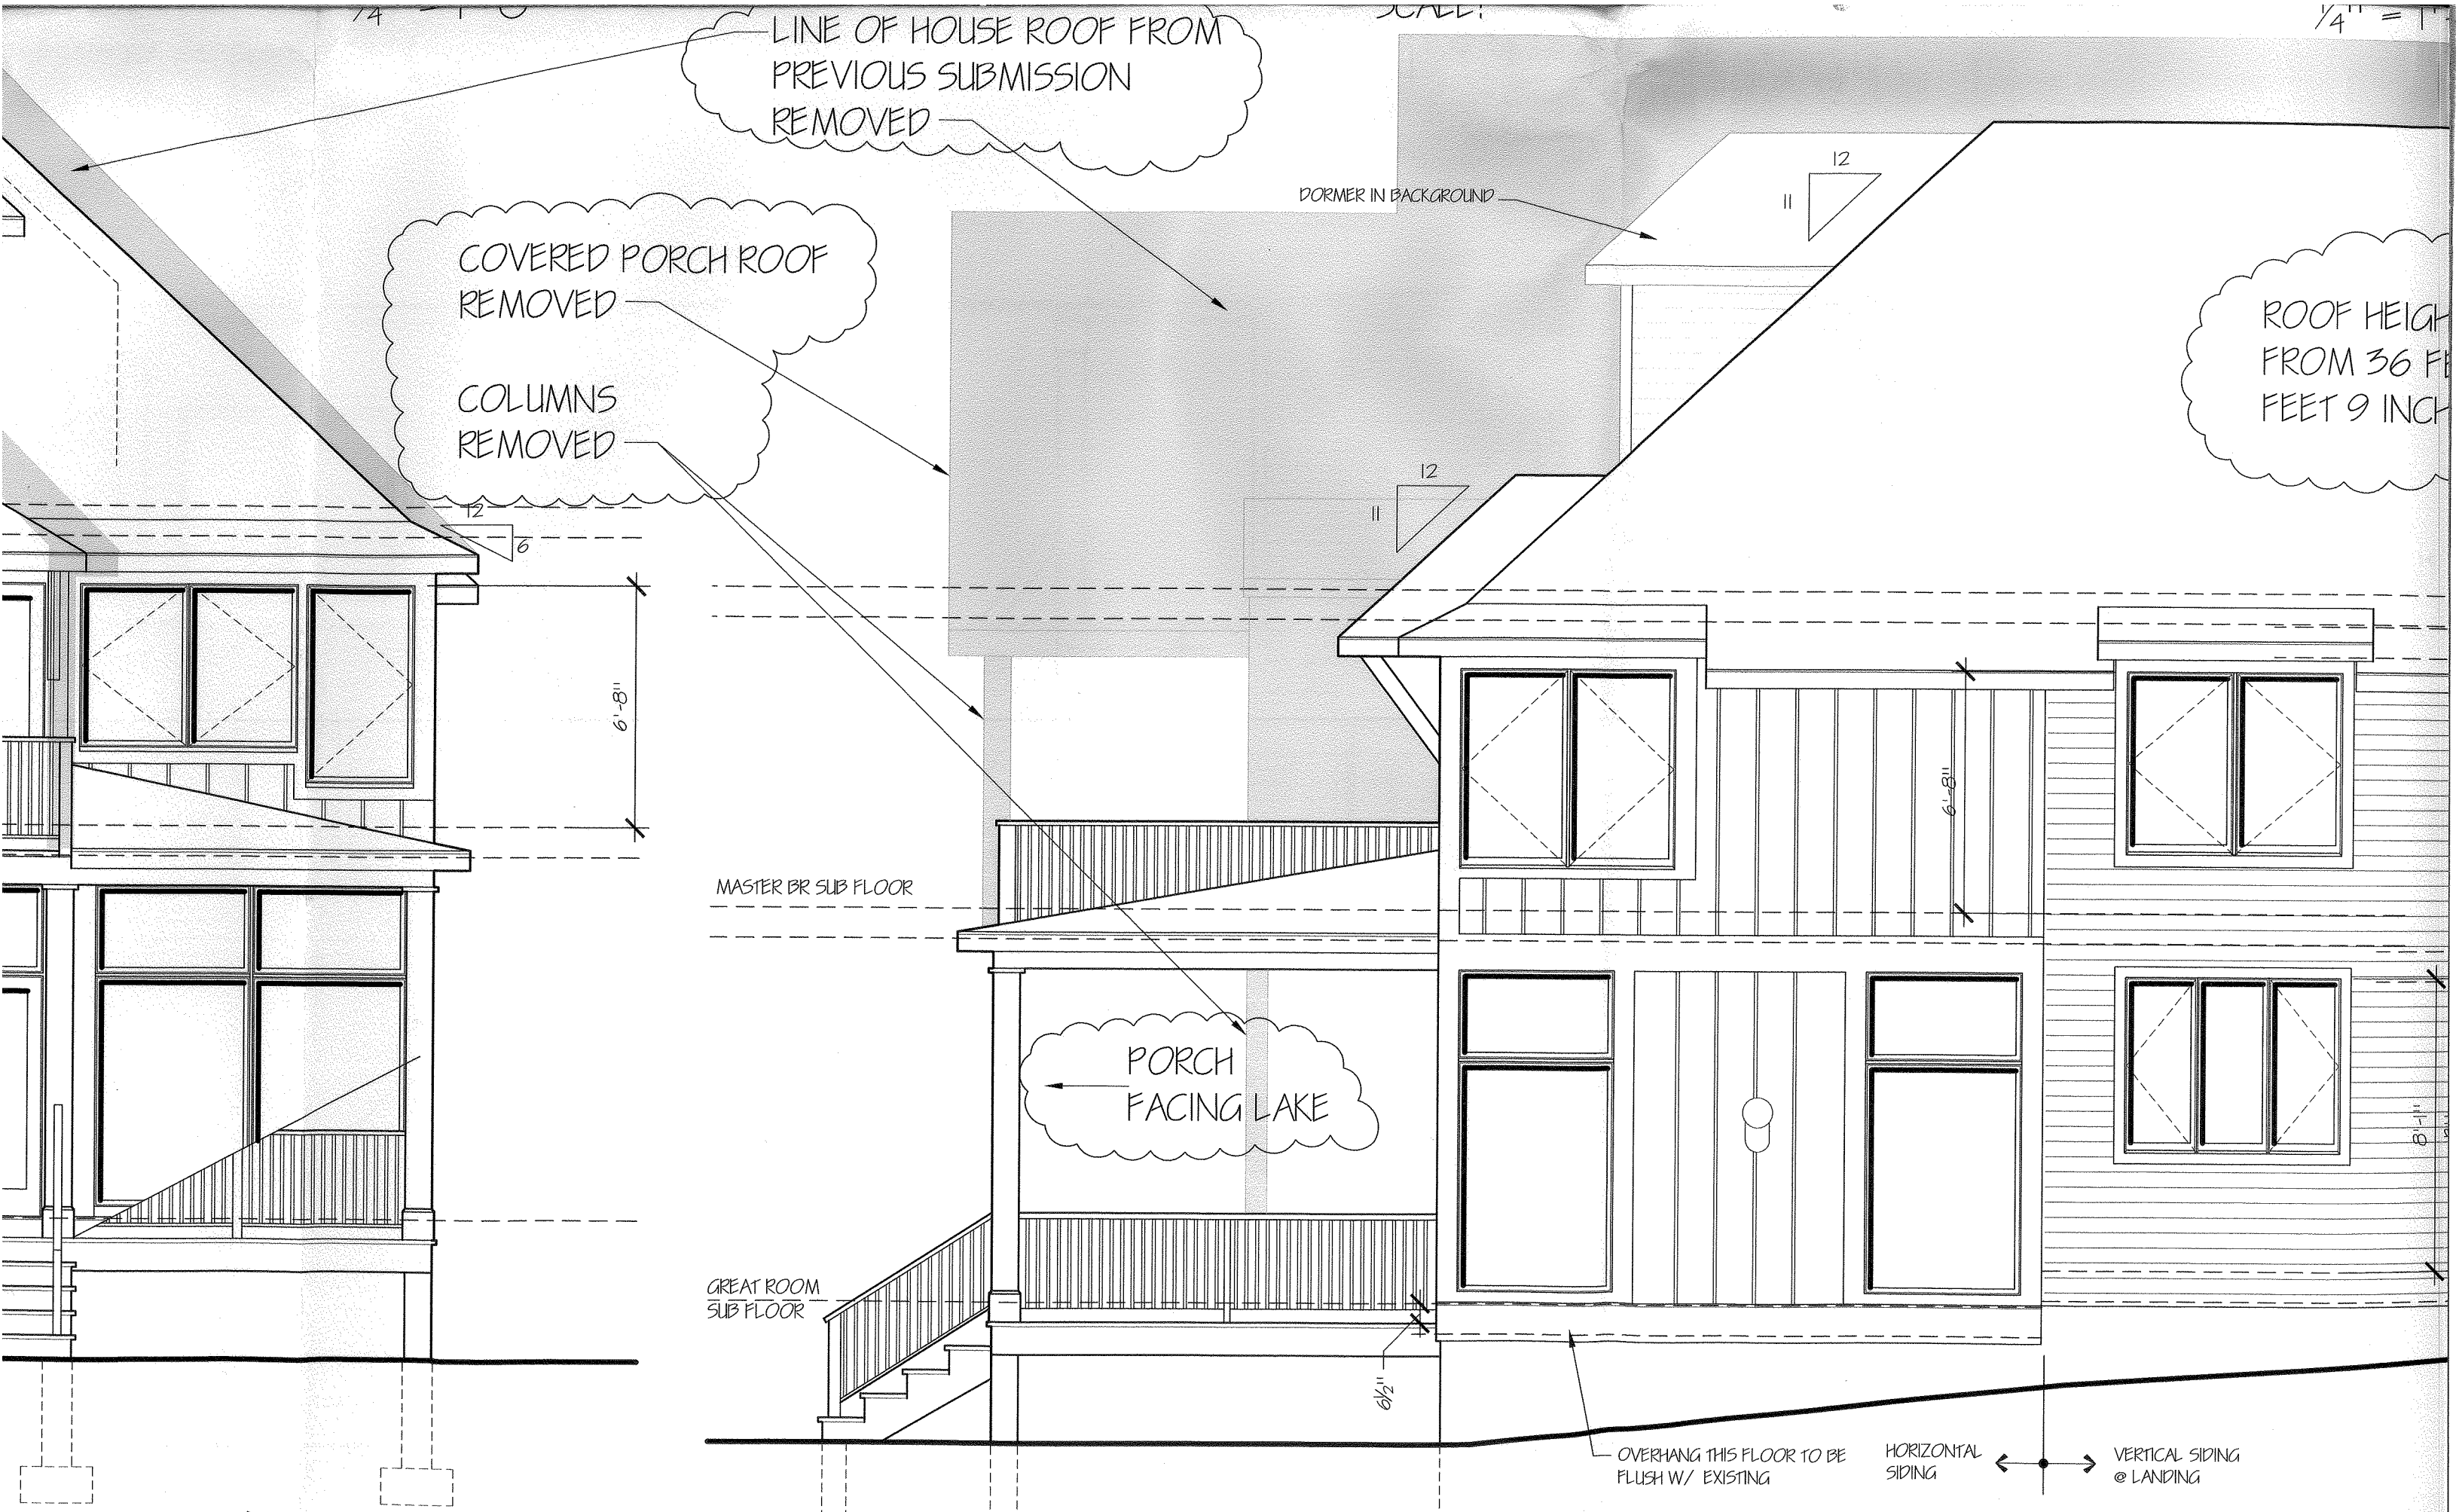 LINE OF HOUSE ROOF FROM
PREVIOUS SUBMISSION
REMOVED
COVERED PORCH ROOF
REMOVED
COLUMNS
REMOVED
DORMER IN BACKGROUND
12
11
12
11
ROOF
FROM 36
FEET 9
12
6
6'-8"
6'-8"
MASTER BR SUB FLOOR
PORCH
FACING LAKE
8'-1"
GREAT ROOM
SUB FLOOR
6½"
OVERHANG THIS FLOOR TO BE
FLUSH W/ EXISTING
HORIZONTAL
SIDING
VERTICAL SIDING
@ LANDING